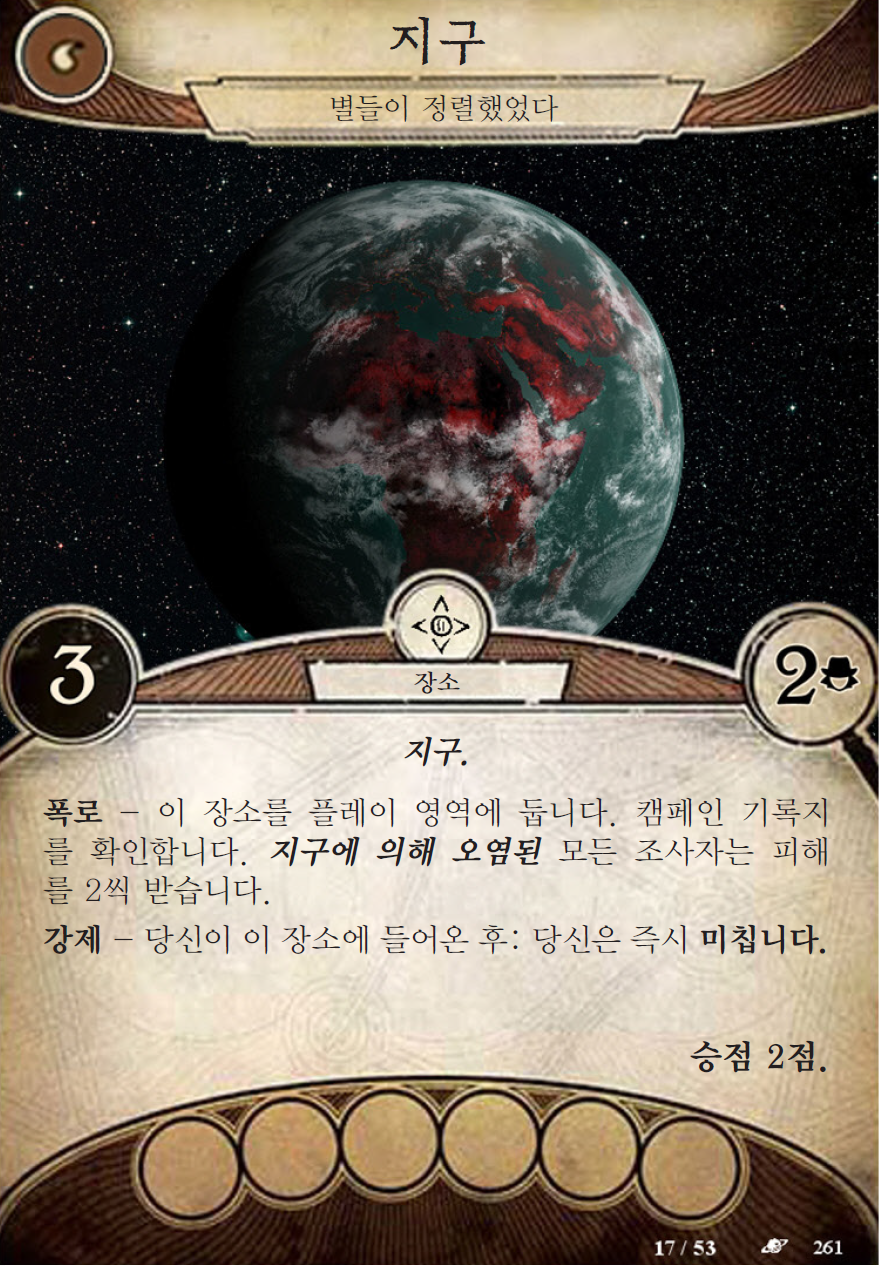 지구
별들이 정렬했었다
3
2
장소
지구.
폭로 – 이 장소를 플레이 영역에 둡니다. 캠페인 기록지
를 확인합니다. 지구에 의해 오염된 모든 조사자는 피해
를 2씩 받습니다.
강제 – 당신이 이 장소에 들어온 후: 당신은 즉시 미칩니다.
승점 2점.
17 / 53 261